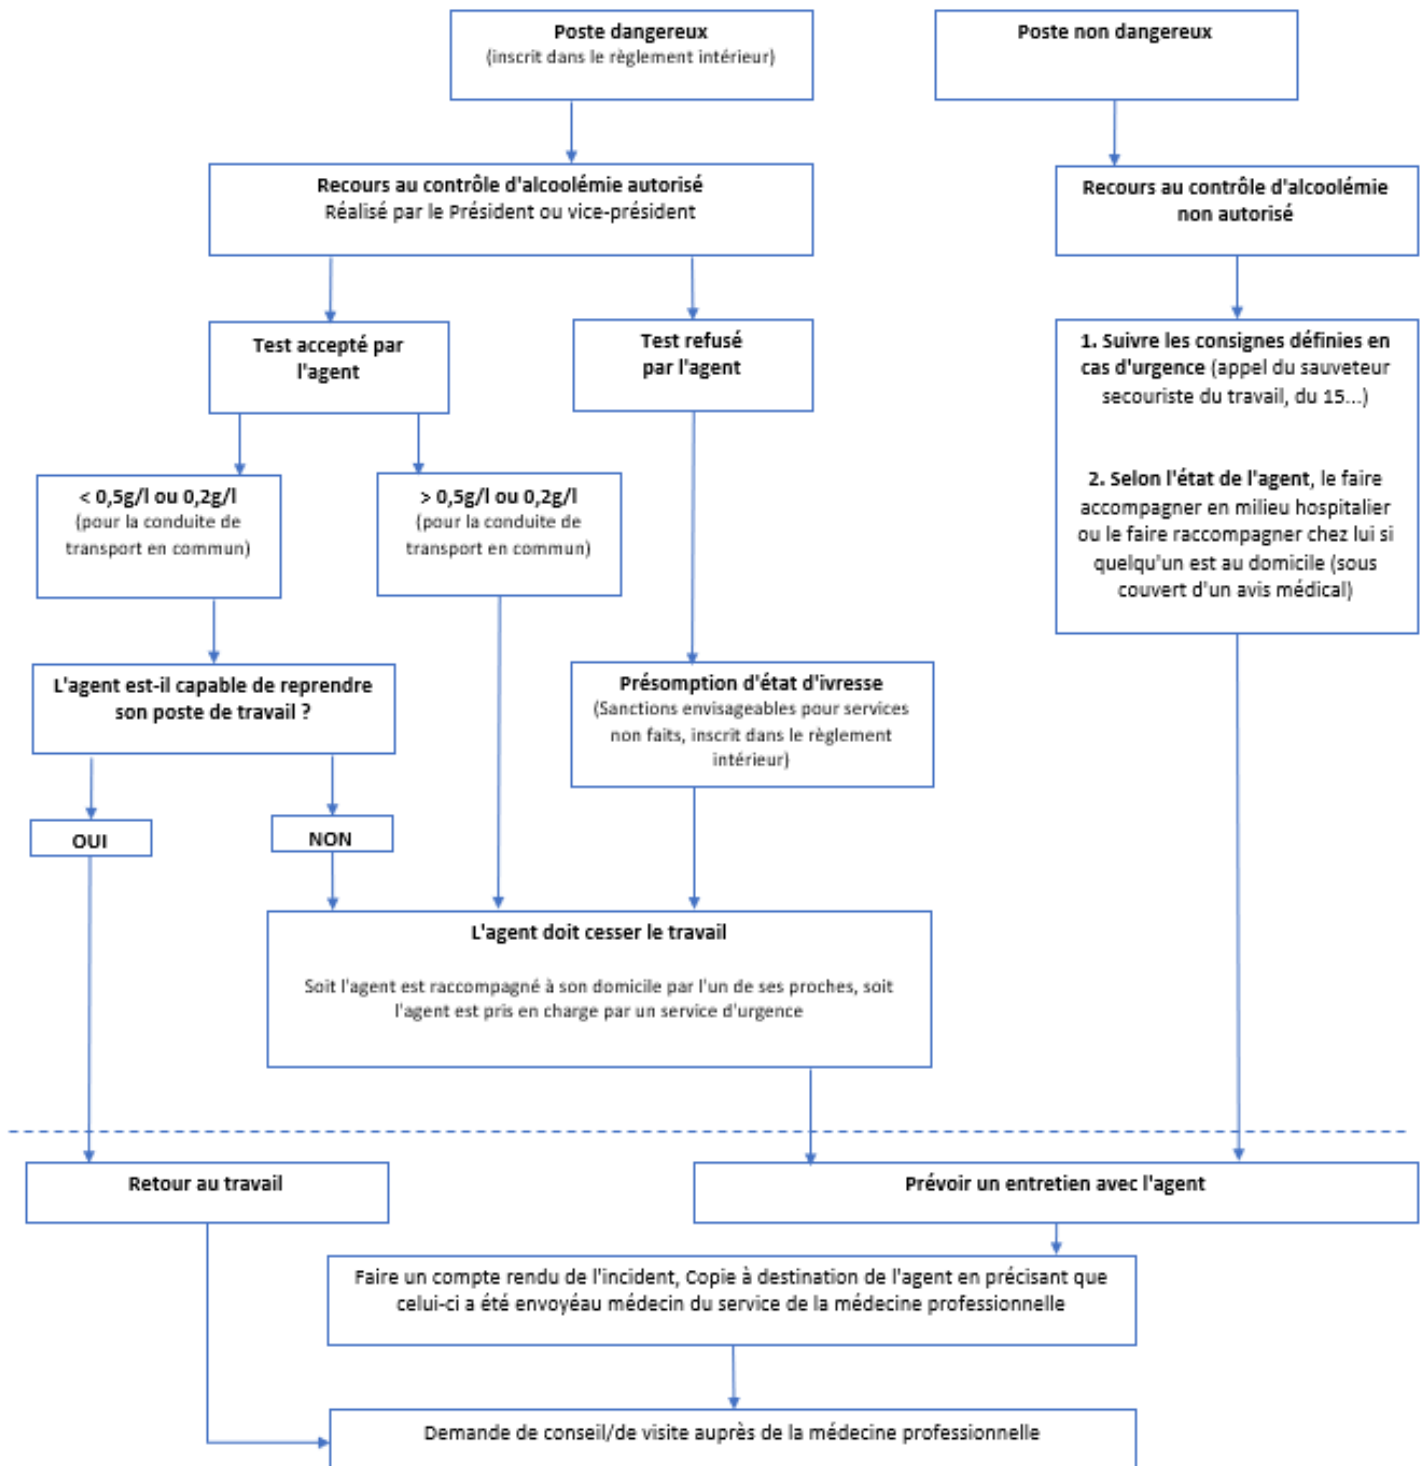 Poste dangereux
(inscrit dans le règlement intérieur)
Poste non dangereux
Recours au contrôle d'alcoolémie autorisé
Réalisé par le Président ou vice-président
Recours au contrôle d'alcoolémie
non autorisé
Test accepté par
l'agent
Test refusé
par l'agent
1. Suivre les consignes définies en
cas d'urgence (appel du sauveteur
secouriste du travail, du 15...)
2. Selon l'état de l'agent, le faire
accompagner en milieu hospitalier
ou le faire raccompagner chez lui si
quelqu'un est au domicile (sous
couvert d'un avis médical)
< 0,5g/l ou 0,2g/l
(pour la conduite de
transport en commun)
> 0,5g/l ou 0,2g/l
(pour la conduite de
transport en commun)
L'agent est-il capable de reprendre
son poste de travail ?
Présomption d'état d'ivresse
(Sanctions envisageables pour services
non faits, inscrit dans le règlement
intérieur)
OUI
NON
L'agent doit cesser le travail
Soit l'agent est raccompagné à son domicile par l'un de ses proches, soit
l'agent est pris en charge par un service d'urgence
Retour au travail
Prévoir un entretien avec l'agent
Faire un compte rendu de l'incident, Copie à destination de l'agent en précisant que
celui-ci a été envoyéau médecin du service de la médecine professionnelle
Demande de conseil/de visite auprès de la médecine professionnelle